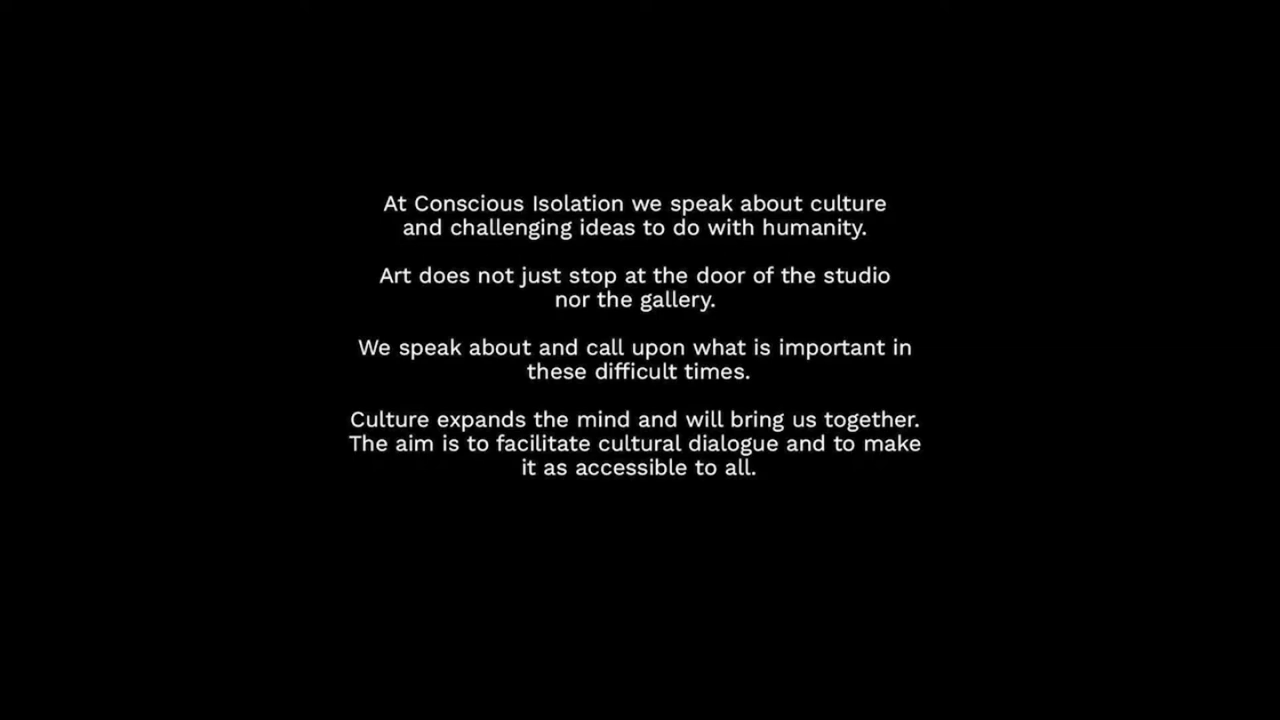 At Conscious Isolation we speak about culture
and challenging ideas to do with humanity.
Art does not just stop at the door of the studio
nor the gallery.
We speak about and call upon what is important in
these difficult times.
Culture expands the mind and will bring us together.
The aim is to facilitate cultural dialogue and to make
it as accessible to all.